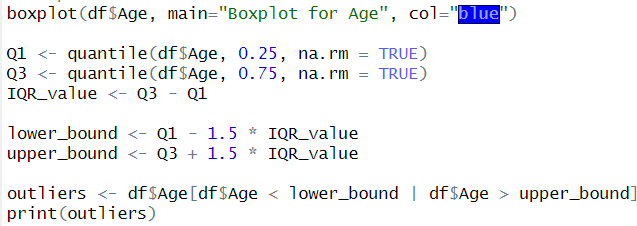 boxplot(df$Age, main="Boxplot for Age", col="blue")
Q1 <- quantile(df$Age, 0.25, na.rm = TRUE)
Q3 <- quantile(df$Age, 0.75, na.rm = TRUE)
IQR_value <- Q3 - Q1
lower_bound <- Q1 - 1.5 * IQR_value
upper_bound <- Q3 + 1.5 * IQR_value
outliers <- df$Age[df$Age < lower_bound | df$Age > upper_bound]
print(outliers)